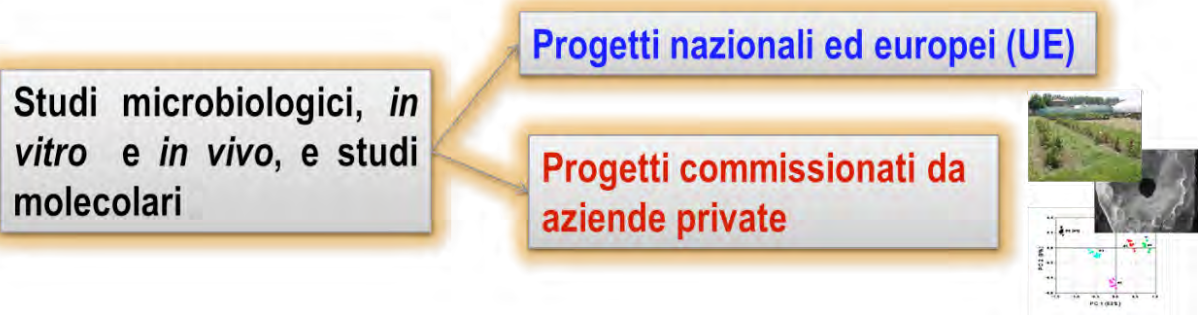 Progetti nazionali ed europei (UE)
Studi microbiologici, in
vitro e in vivo, e studi
molecolari
Progetti commissionati da
aziende private